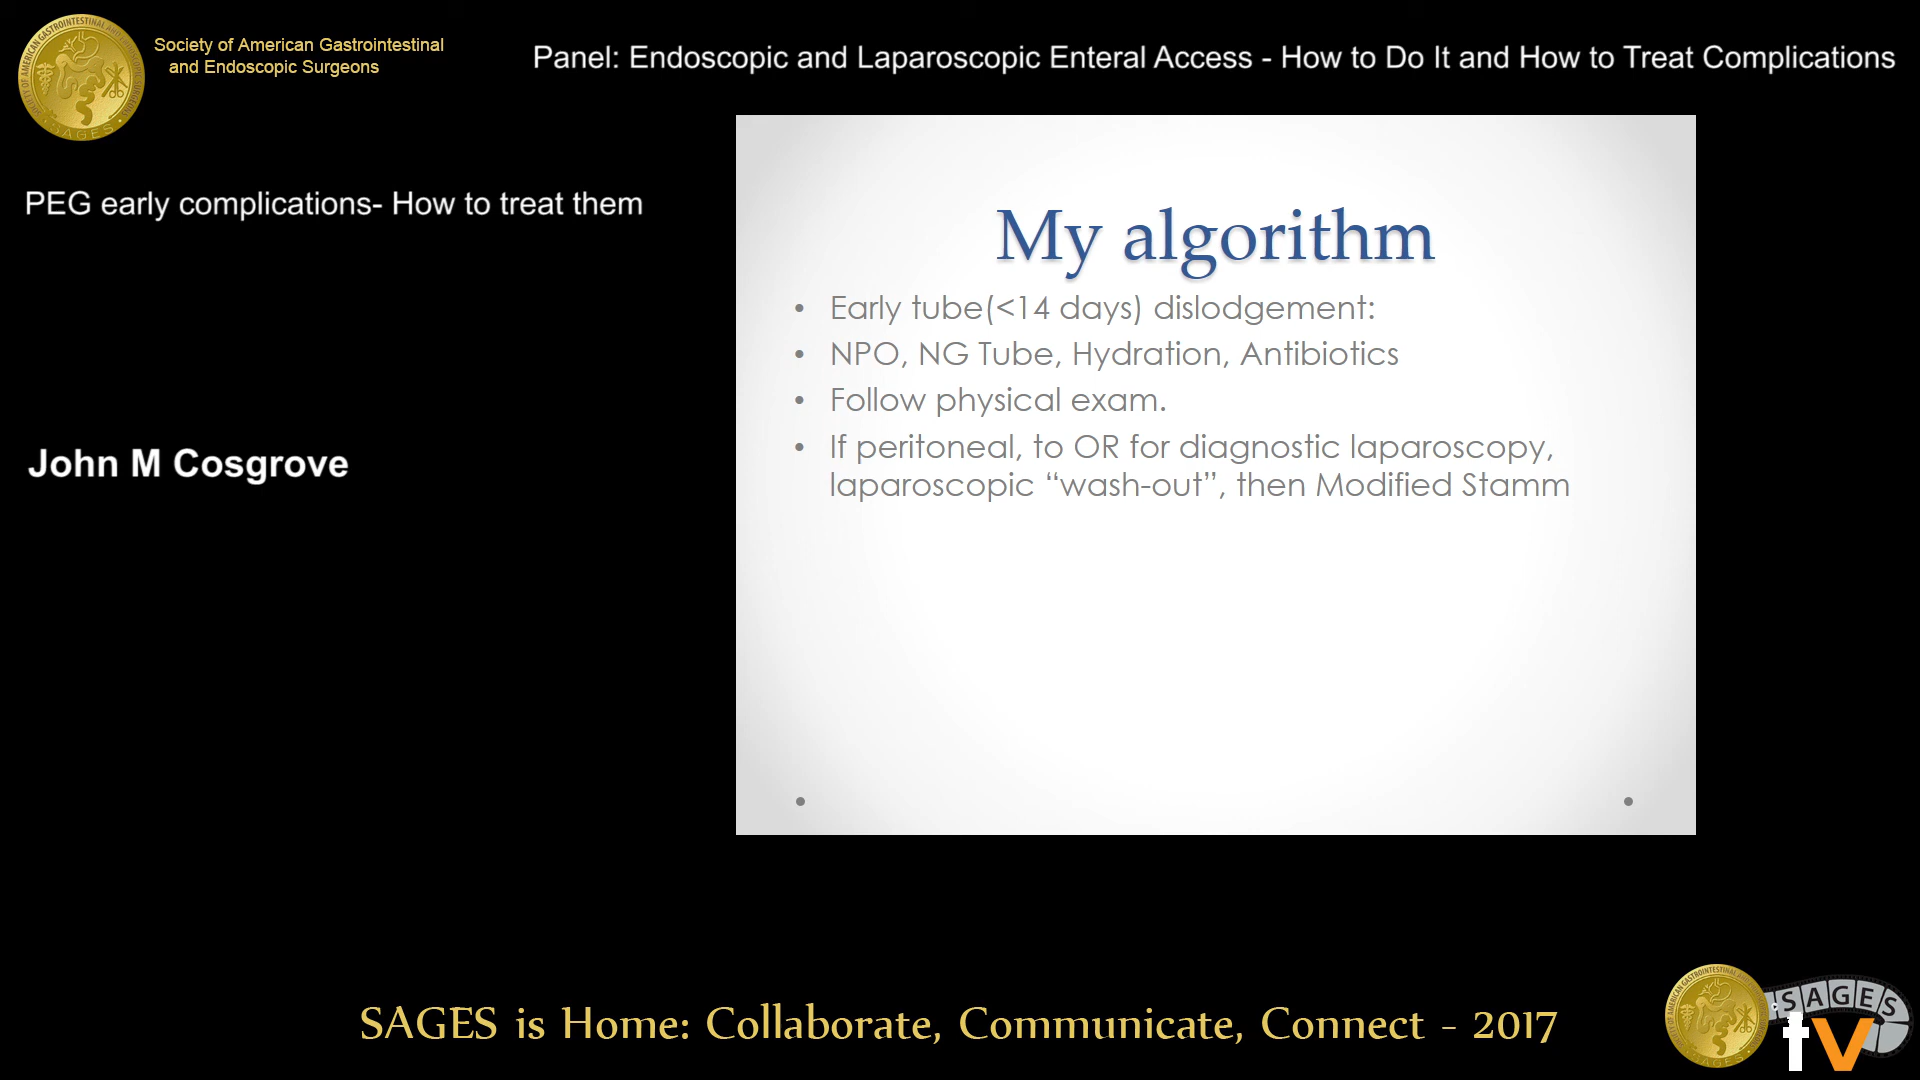 Society of American Gastrointestinal
and Endoscopic Surgeons
Panel: Endoscopic and Laparoscopic Enteral Access - How to Do It and How to Treat Complications
PEG early complications- How to treat them
John M Cosgrove
My algorithm
• Early tube(<14 days) dislodgement:
• NPO, NG Tube, Hydration, Antibiotics
• Follow physical exam.
• If peritoneal, to OR for diagnostic laparoscopy,
laparoscopic “wash-out”, then Modified Stamm
SAGES is Home: Collaborate, Communicate, Connect - 2017
SAGES
tv